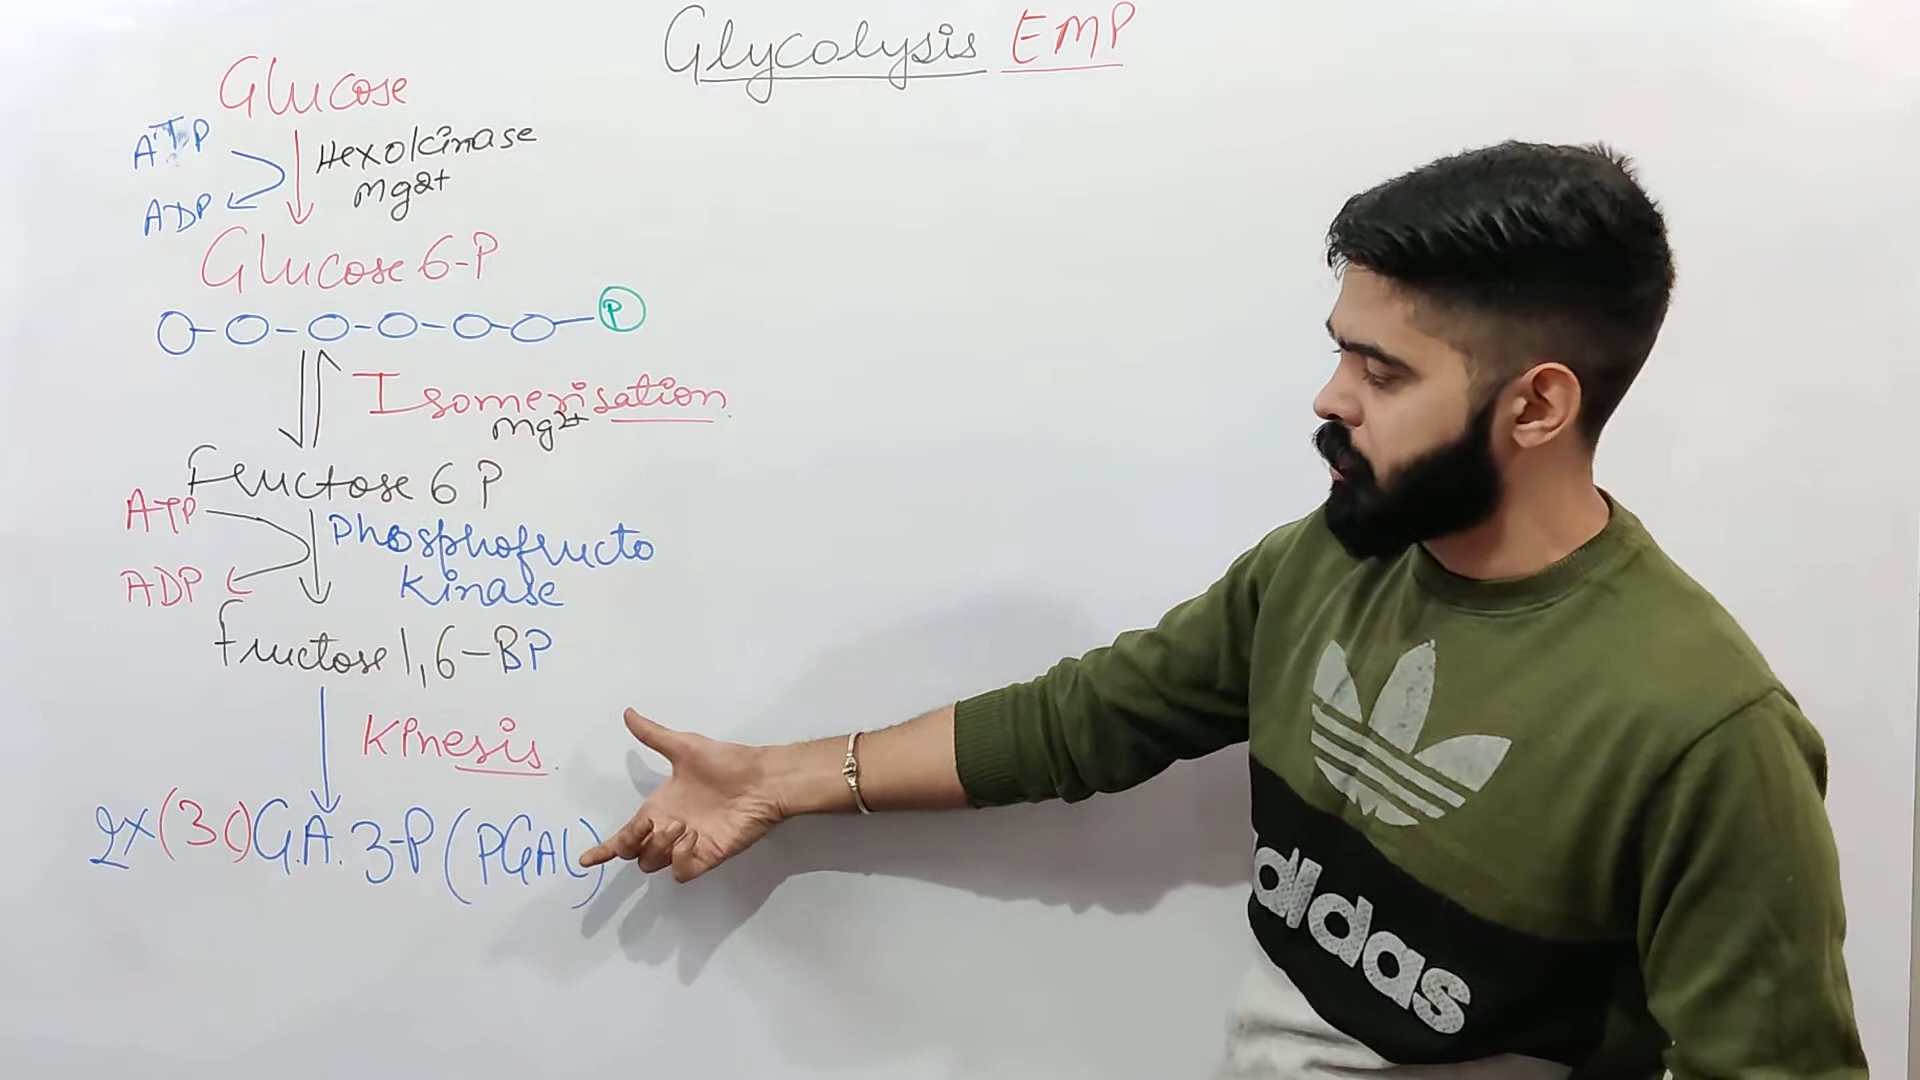 Glycolysis EMP
Glucose
ATP
Hexokinase
mg2+
ADP
Glucose 6-P
P
Isomerisation
mg2+
Fructose 6 P
ATP
Phosphofructo
Kinase
ADP
Fructose 1,6-BP
Kinesis
2x(3C)G.A. 3-P (PGAL)
adidas